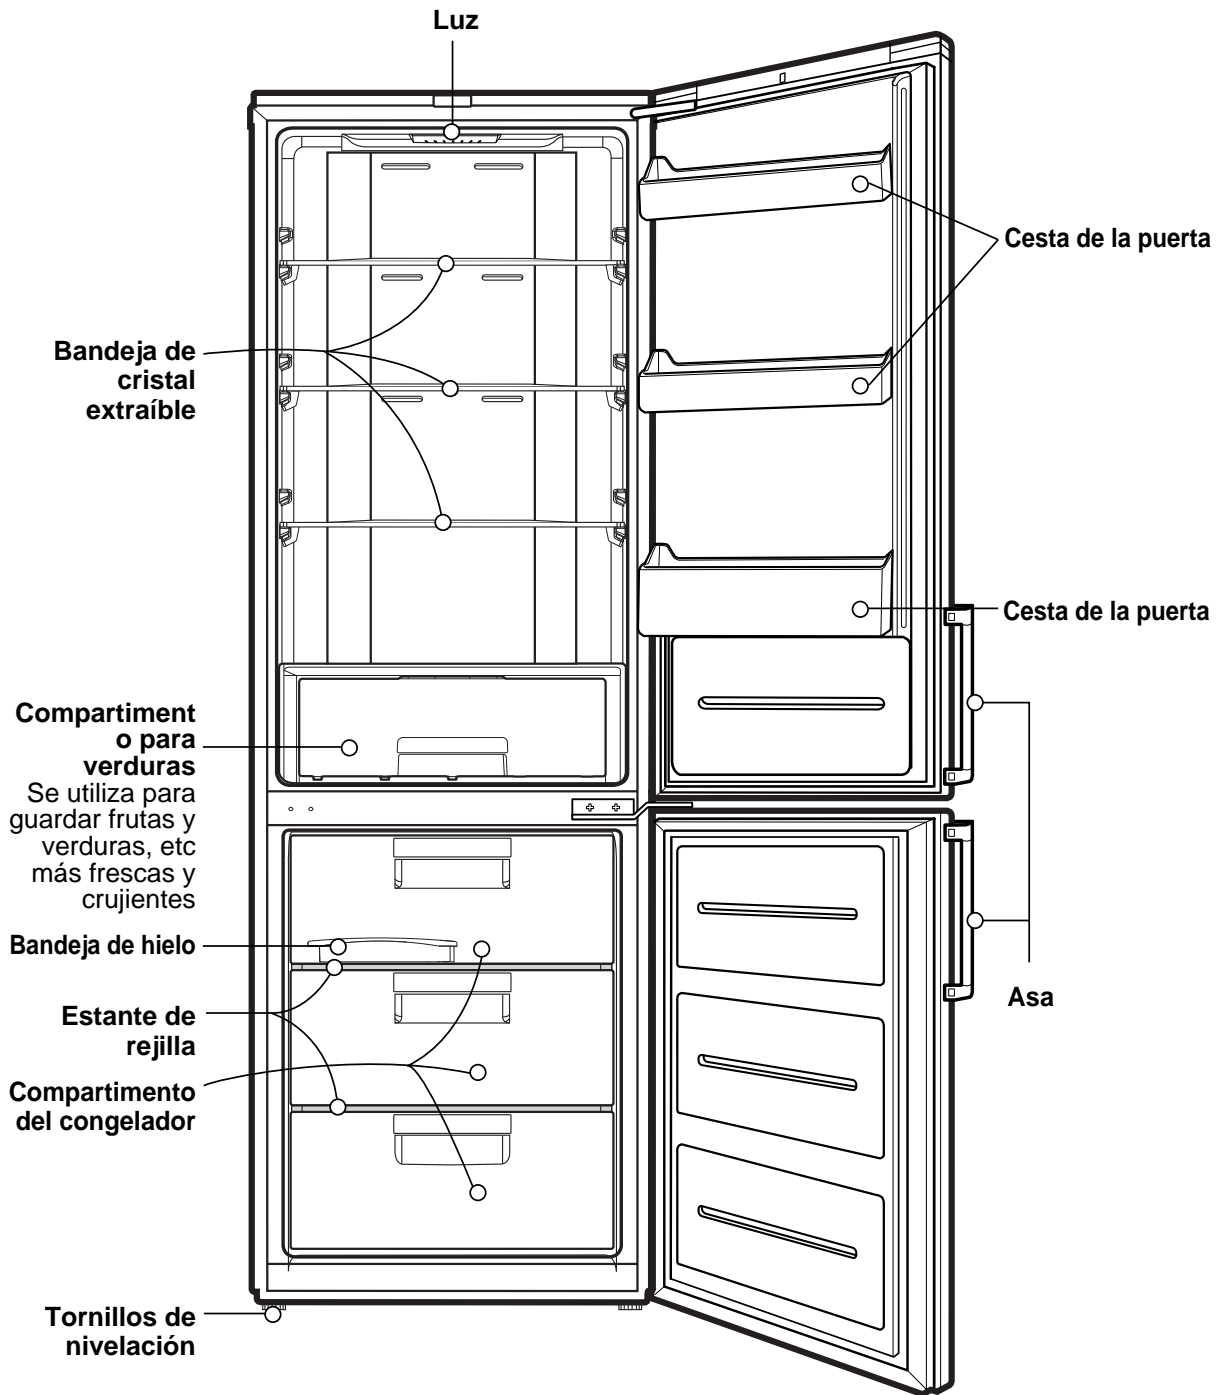 Luz
Cesta de la puerta
Bandeja de
cristal
extraíble
Cesta de la puerta
Compartiment
o para
verduras
Se utiliza para
guardar frutas y
verduras, etc
más frescas y
crujientes
Bandeja de hielo
Asa
Estante de
rejilla
Compartimento
del congelador
Tornillos de
nivelación